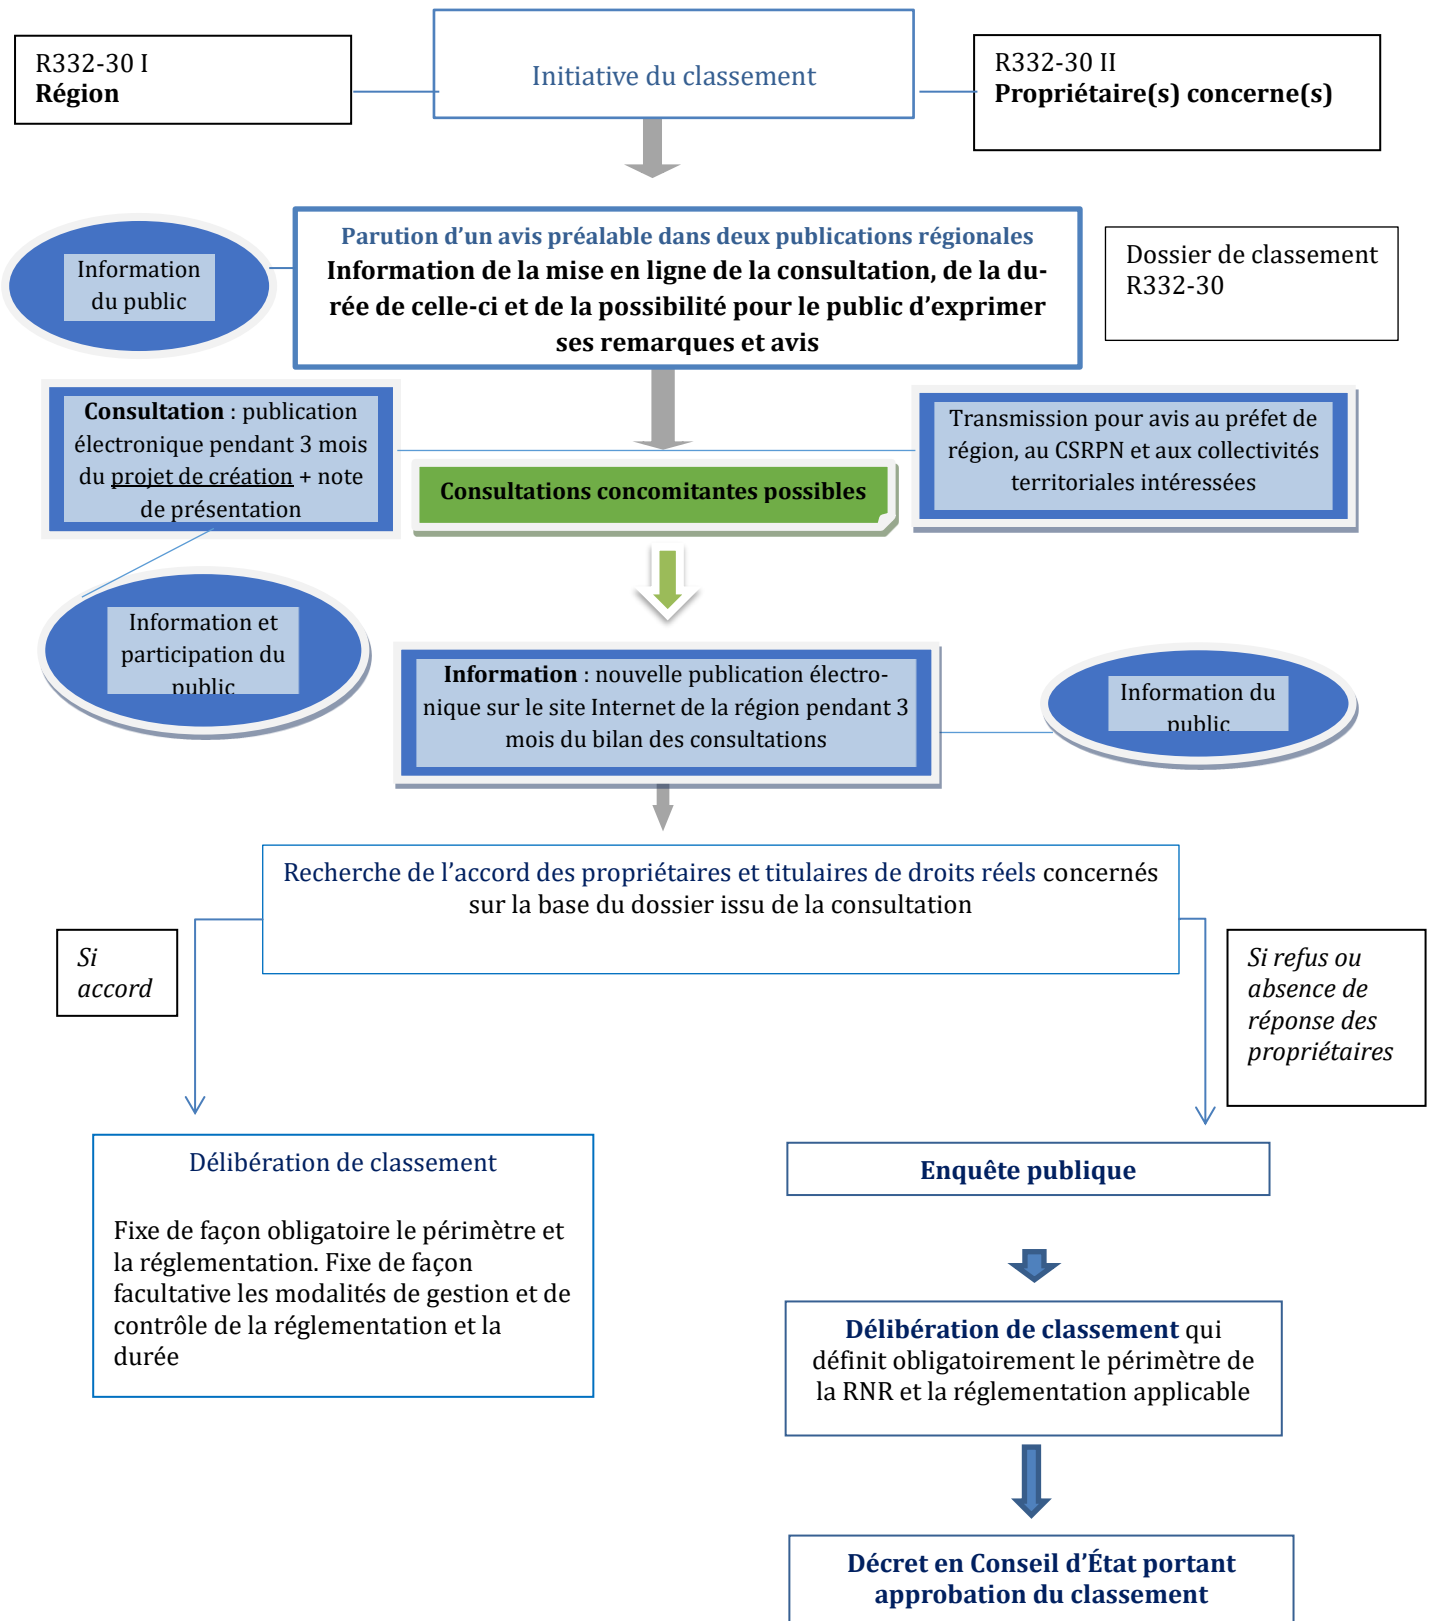 R332-30 I
Région
Initiative du classement
R332-30 II
Propriétaire(s) concerne(s)
Information
du public
Parution d’un avis préalable dans deux publications régionales
Information de la mise en ligne de la consultation, de la du-
rée de celle-ci et de la possibilité pour le public d’exprimer
ses remarques et avis
Dossier de classement
R332-30
Consultation : publication
électronique pendant 3 mois
du projet de création + note
de présentation
Consultations concomitantes possibles
Transmission pour avis au préfet de
région, au CSRPN et aux collectivités
territoriales intéressées
Information et
participation du
public
Information : nouvelle publication électro-
nique sur le site Internet de la région pendant 3
mois du bilan des consultations
Information du
public
Recherche de l’accord des propriétaires et titulaires de droits réels concernés
sur la base du dossier issu de la consultation
Si
accord
Si refus ou
absence de
réponse des
propriétaires
Délibération de classement
Fixe de façon obligatoire le périmètre et
la réglementation. Fixe de façon
facultative les modalités de gestion et de
contrôle de la réglementation et la
durée
Enquête publique
Délibération de classement qui
définit obligatoirement le périmètre de
la RNR et la réglementation applicable
Décret en Conseil d’État portant
approbation du classement